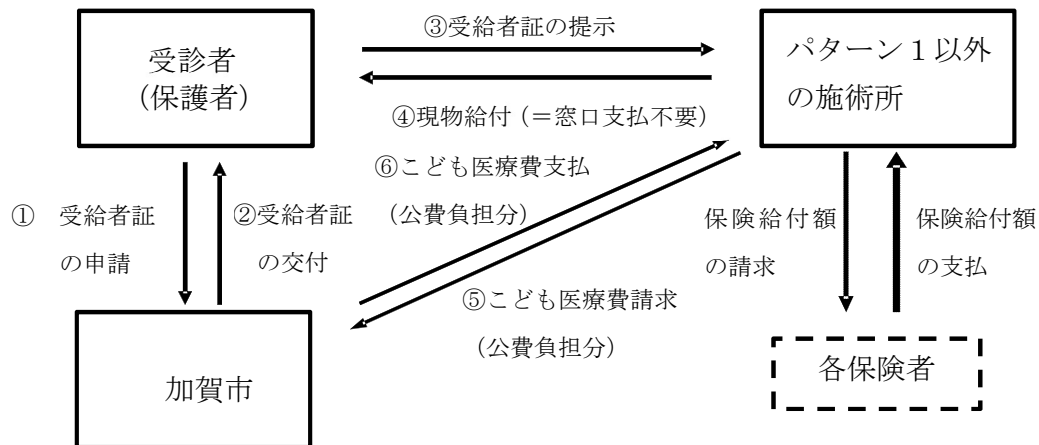 ③受給者証の提示
受診者
(保護者)
パターン１以外
の施術所
④現物給付(＝窓口支払不要)
⑥こども医療費支払
(公費負担分)
①　受給者証
の申請
②受給者証
の交付
保険給付額
の請求
保険給付額
の支払
⑤こども医療費請求
(公費負担分)
加賀市
各保険者